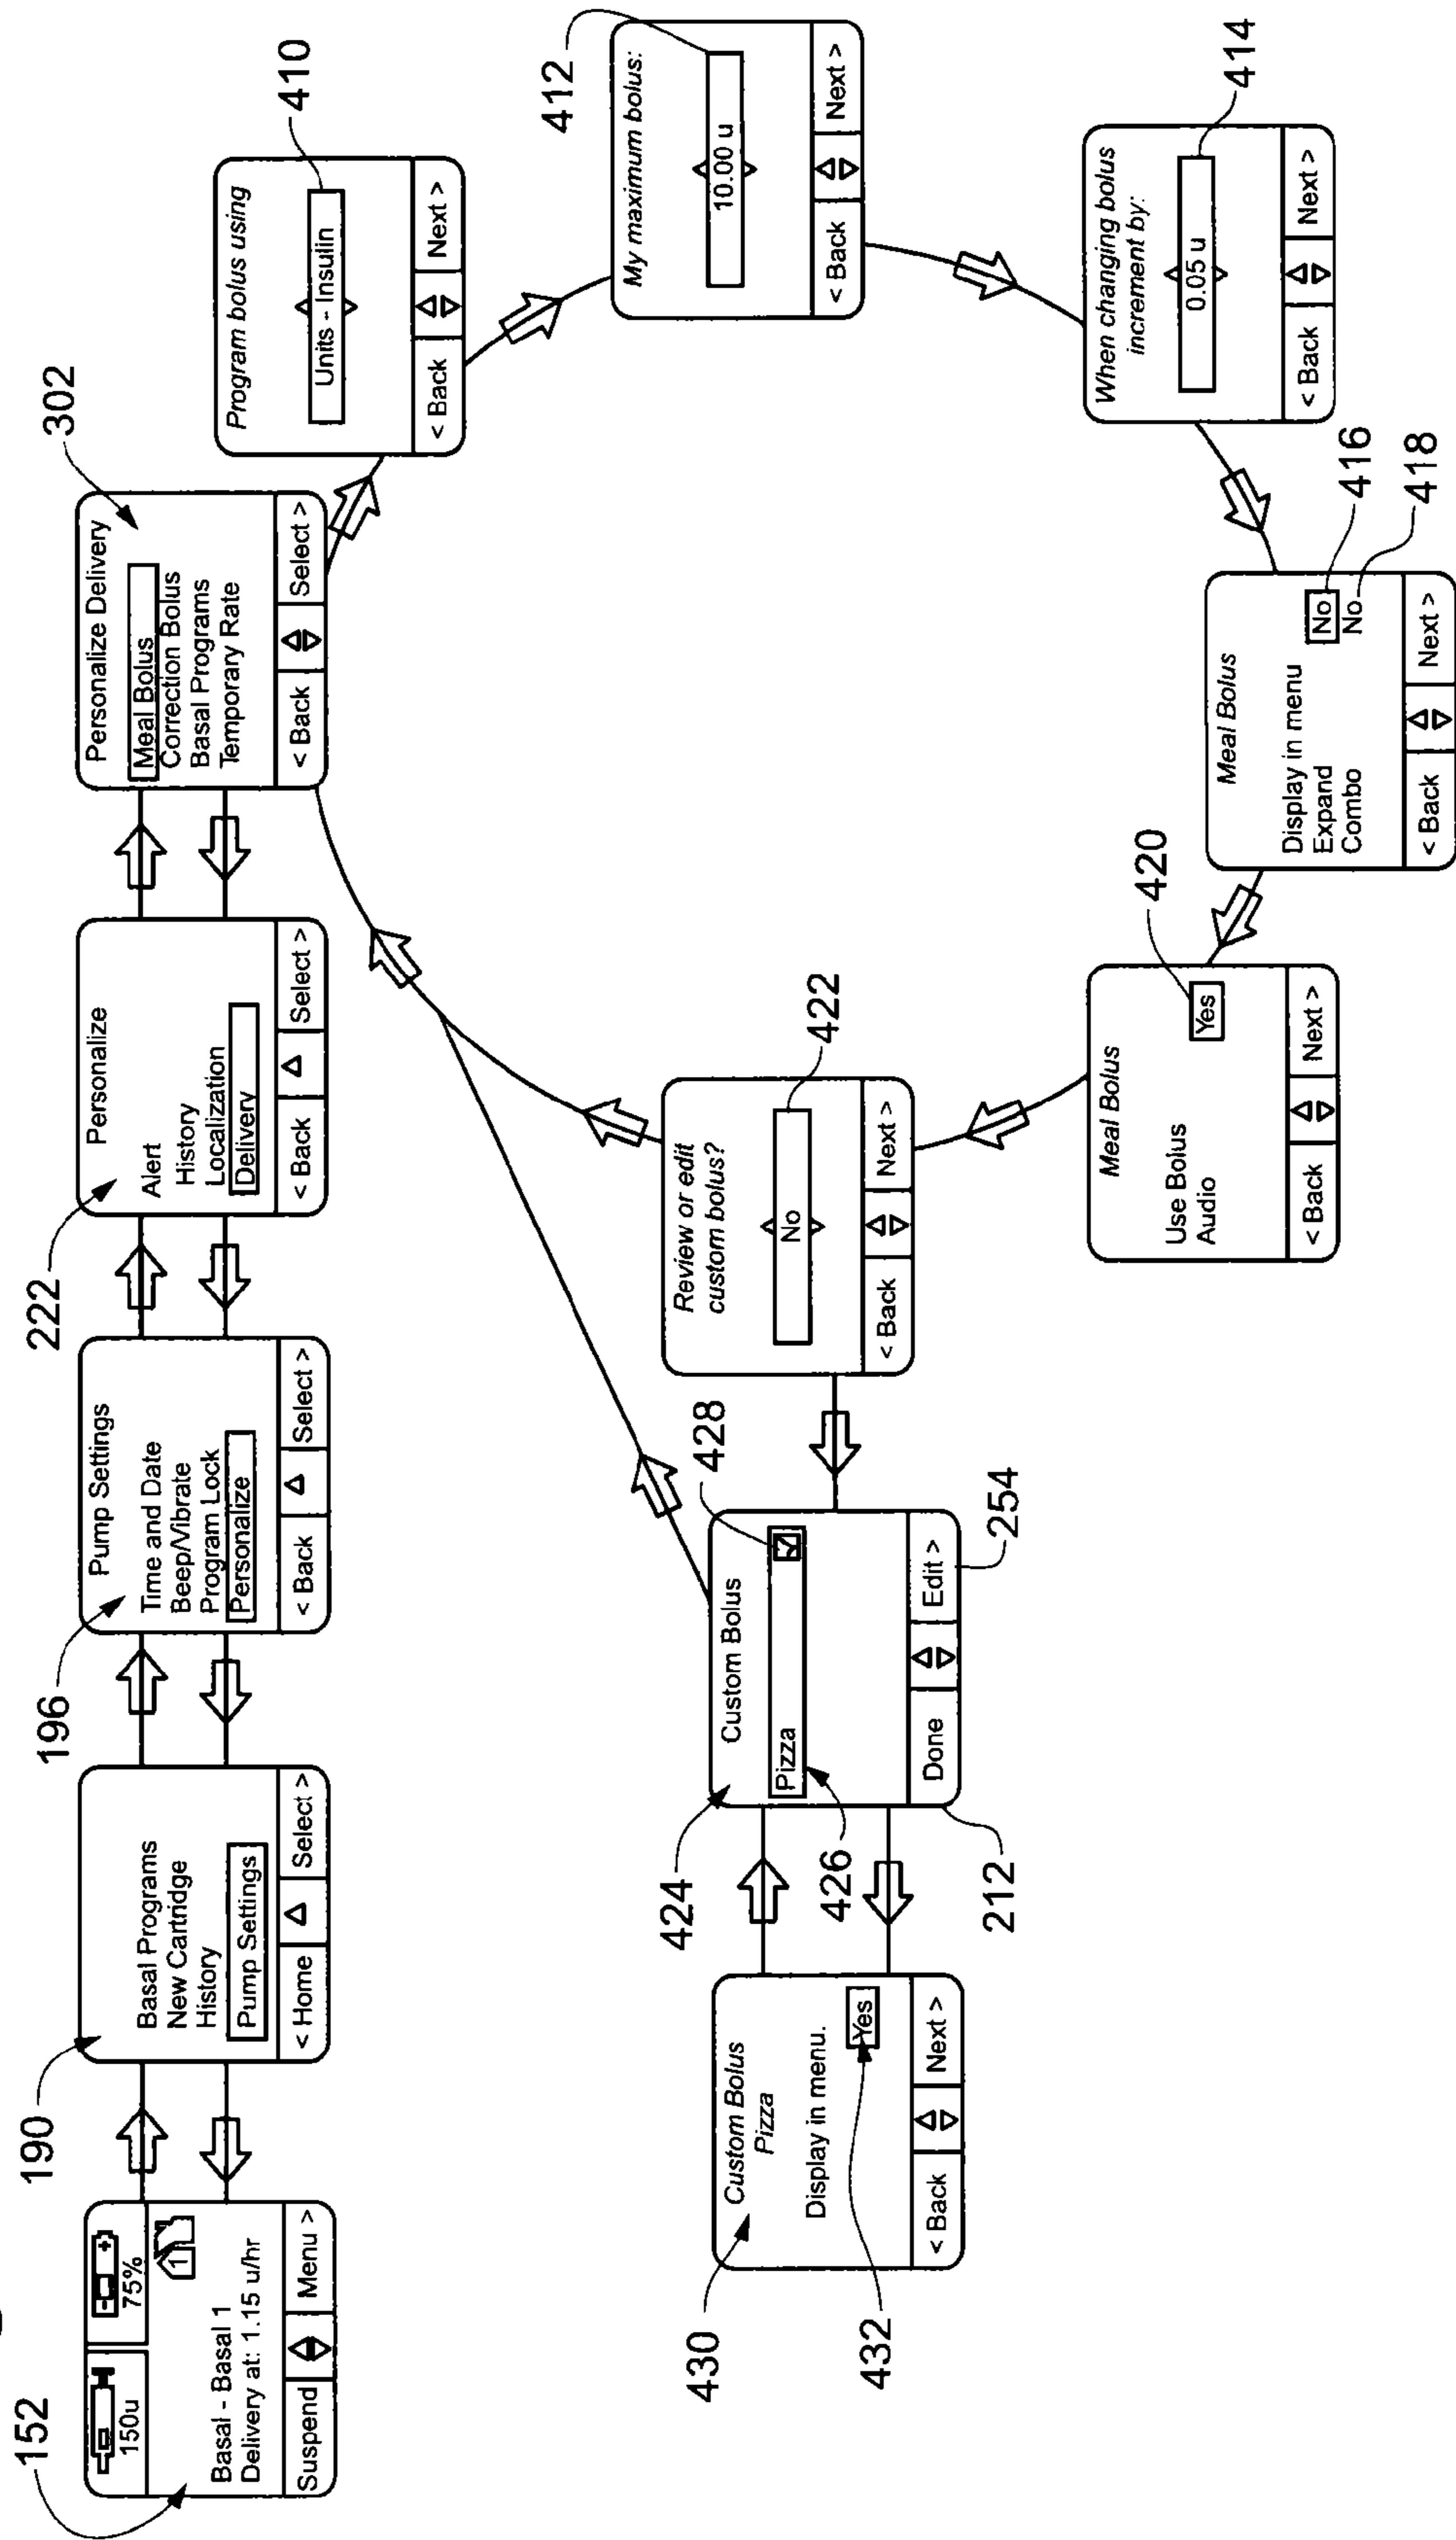 152
150u
75%
1
Basal - Basal 1
Delivery at: 1.15 u/hr
Suspend
Menu >
190
Basal Programs
New Cartridge
History
Pump Settings
< Home
Select >
196
Pump Settings
Time and Date
Beep/Vibrate
Program Lock
Personalize
< Back
Select >
222
Personalize
Alert
History
Localization
Delivery
< Back
Select >
302
Personalize Delivery
Meal Bolus
Correction Bolus
Basal Programs
Temporary Rate
< Back
Select >
410
Program bolus using
Units - Insulin
< Back
Next >
412
My maximum bolus:
10.00 u
< Back
Next >
When changing bolus
increment by:
0.05 u
414
< Back
Next >
Meal Bolus
Display in menu
Expand No
Combo No
416
418
< Back
Next >
420
Meal Bolus
Use Bolus
Audio Yes
< Back
Next >
422
Review or edit
custom bolus?
No
< Back
Next >
424
428
Custom Bolus
Pizza
426
Done
Edit >
212
254
430
Custom Bolus
Pizza
Display in menu.
Yes
432
< Back
Next >